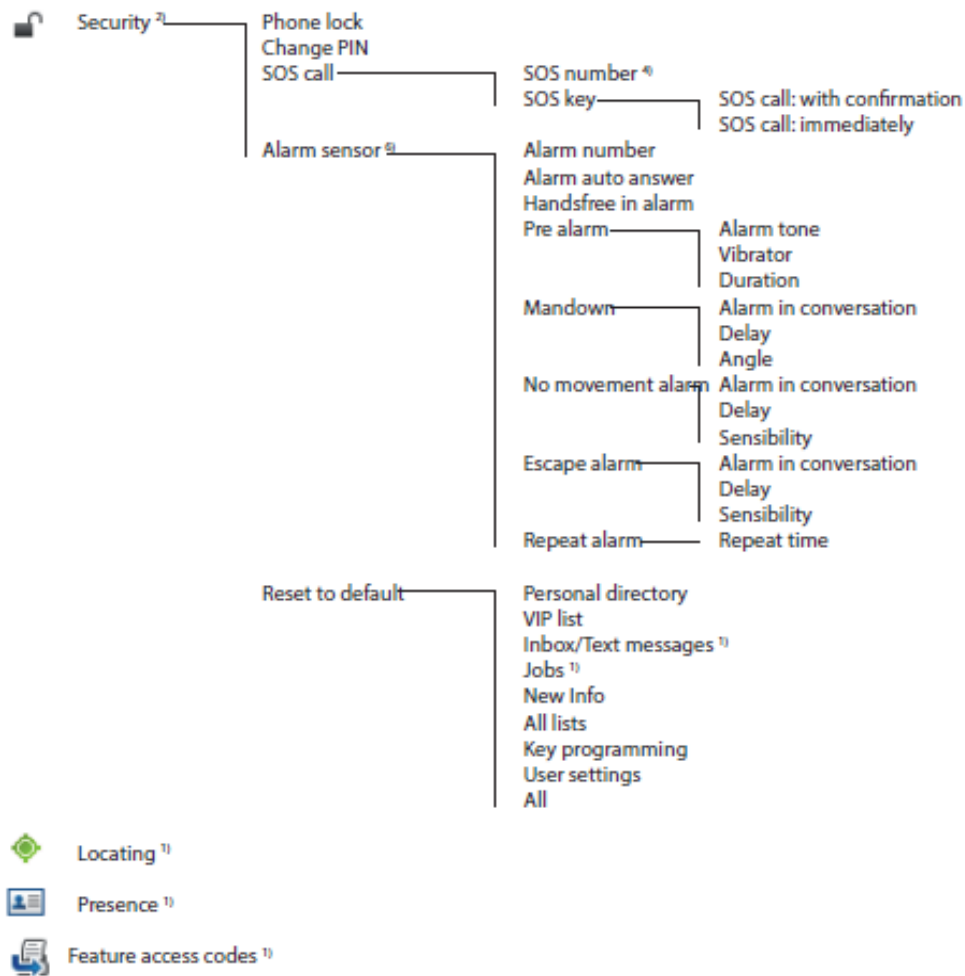 Security 2) Phone lock
Change PIN
SOS call SOS number 4)
SOS key SOS call: with confirmation
SOS call: immediately
Alarm sensor 6) Alarm number
Alarm auto answer
Handsfree in alarm
Pre alarm Alarm tone
Vibrator
Duration
Mandown Alarm in conversation
Delay
Angle
No movement alarm Alarm in conversation
Delay
Sensibility
Escape alarm Alarm in conversation
Delay
Sensibility
Repeat alarm Repeat time
Reset to default Personal directory
VIP list
Inbox/Text messages 1)
Jobs 1)
New Info
All lists
Key programming
User settings
All
Locating 1)
Presence 1)
Feature access codes 1)